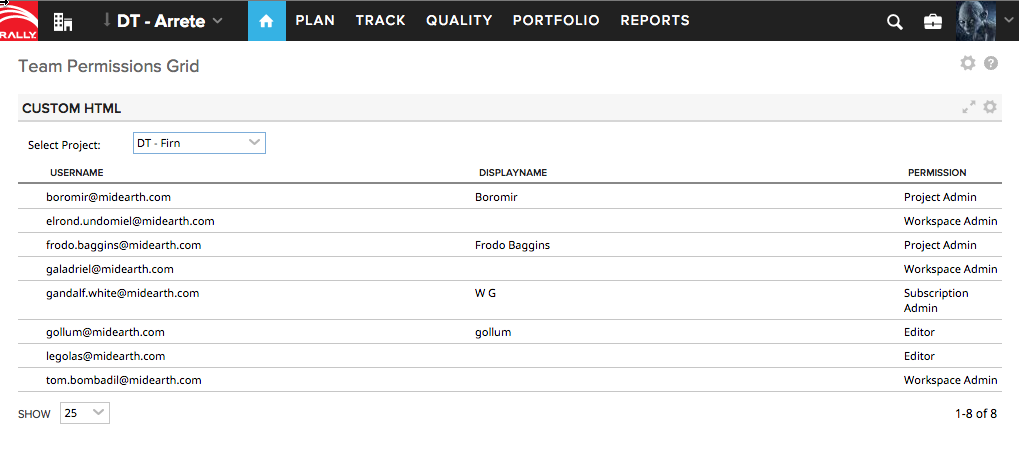 RALLY
DT - Arrete PLAN TRACK QUALITY PORTFOLIO REPORTS
Team Permissions Grid
?
CUSTOM HTML
Select Project: DT - Firn
USERNAME DISPLAYNAME PERMISSION
boromir@midearth.com Boromir Project Admin
elrond.undomiel@midearth.com Workspace Admin
frodo.baggins@midearth.com Frodo Baggins Project Admin
galadriel@midearth.com Workspace Admin
gandalf.white@midearth.com W G Subscription
Admin
gollum@midearth.com gollum Editor
legolas@midearth.com Editor
tom.bombadil@midearth.com Workspace Admin
SHOW 25 1-8 of 8